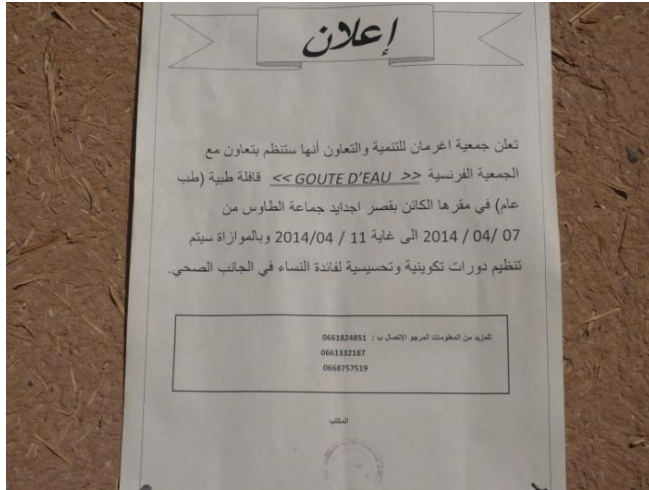 إعلان
تعلن جمعية اغرمان للتنمية والتعاون أنها ستنظم بتعاون مع
الجمعية الفرنسية << GOUTE D'EAU >> قافلة طبية (طب
عام) في مقرها الكائن بقصر اجدايد جماعة الطاوس من
07 /04 / 2014 الى غاية 11 / 2014/04 وبالموازاة سيتم
تنظيم دورات تكوينية وتحسيسية لفائدة النساء في الجانب الصحي.
للمزيد من المعلومات المرجو الاتصال ب : 0661824851
0661332187
0668757519
المكتب